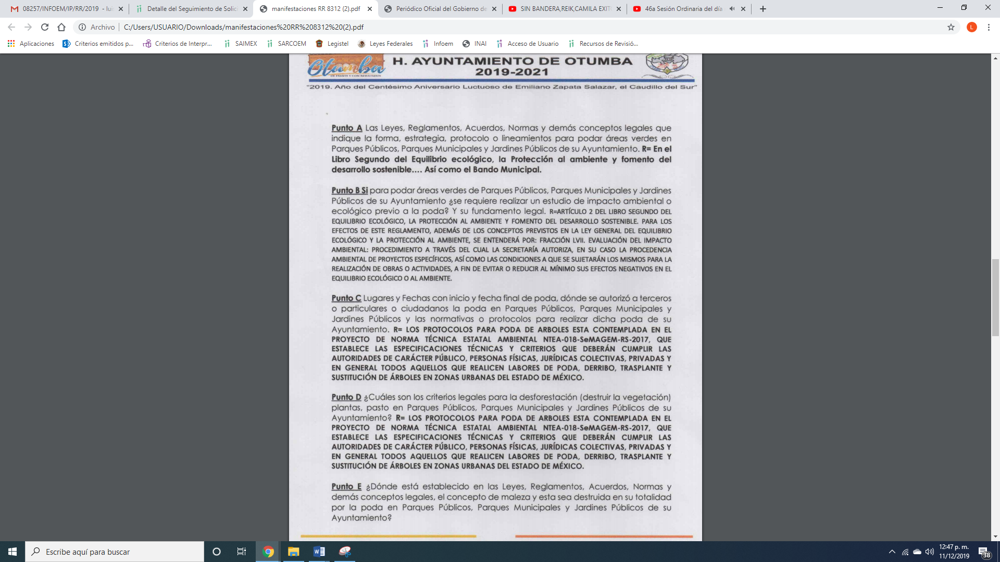 08257/INFOEM/IP/RR/2019 - lui
Detalle del Seguimiento de Solici
manifestaciones RR 8312 (2).pdf
Periódico Oficial del Gobierno de
SIN BANDERA,REIK,CAMILA EXIT
46a Sesión Ordinaria del día
Archivo
C:/Users/USUARIO/Downloads/manifestaciones%20RR%208312%20(2).pdf
L
Aplicaciones
Criterios emitidos p...
Criterios de Interpr...
SAIMEX
SARCOEM
Legistel
Leyes Federales
Infoem
INAI
Acceso de Usuario
Recursos de Revisió...
Otumba
DE FRENTE Y CON RESULTADOS
H. AYUNTAMIENTO DE OTUMBA
2019-2021
"2019. Año del Centésimo Aniversario Luctuoso de Emiliano Zapata Salazar, el Caudillo del Sur"
Punto A Las Leyes, Reglamentos, Acuerdos, Normas y demás conceptos legales que
indique la forma, estrategia, protocolo o lineamientos para podar áreas verdes en
Parques Públicos, Parques Municipales y Jardines Públicos de su Ayuntamiento. R= En el
Libro Segundo del Equilibrio ecológico, la Protección al ambiente y fomento del
desarrollo sostenible.... Así como el Bando Municipal.
Punto B Si para podar áreas verdes de Parques Públicos, Parques Municipales y Jardines
Públicos de su Ayuntamiento ¿se requiere realizar un estudio de impacto ambiental o
ecológico previo a la poda? Y su fundamento legal. R=ARTÍCULO 2 DEL LIBRO SEGUNDO DEL
EQUILIBRIO ECOLÓGICO, LA PROTECCIÓN AL AMBIENTE Y FOMENTO DEL DESARROLLO SOSTENIBLE. PARA LOS
EFECTOS DE ESTE REGLAMENTO, ADEMÁS DE LOS CONCEPTOS PREVISTOS EN LA LEY GENERAL DEL EQUILIBRIO
ECOLÓGICO Y LA PROTECCIÓN AL AMBIENTE, SE ENTENDERÁ POR: FRACCIÓN LVII. EVALUACIÓN DEL IMPACTO
AMBIENTAL: PROCEDIMIENTO A TRAVÉS DEL CUAL LA SECRETARÍA AUTORIZA, EN SU CASO LA PROCEDENCIA
AMBIENTAL DE PROYECTOS ESPECÍFICOS, ASÍ COMO LAS CONDICIONES A QUE SE SUJETARÁN LOS MISMOS PARA LA
REALIZACIÓN DE OBRAS O ACTIVIDADES, A FIN DE EVITAR O REDUCIR AL MÍNIMO SUS EFECTOS NEGATIVOS EN EL
EQUILIBRIO ECOLÓGICO O AL AMBIENTE.
Punto C Lugares y Fechas con inicio y fecha final de poda, dónde se autorizó a terceros
o particulares o ciudadanos la poda en Parques Públicos, Parques Municipales y
Jardines Públicos y las normativas o protocolos para realizar dicha poda de su
Ayuntamiento. R= LOS PROTOCOLOS PARA PODA DE ARBOLES ESTA CONTEMPLADA EN EL
PROYECTO DE NORMA TÉCNICA ESTATAL AMBIENTAL NTEA-018-SeMAGEM-RS-2017, QUE
ESTABLECE LAS ESPECIFICACIONES TÉCNICAS Y CRITERIOS QUE DEBERÁN CUMPLIR LAS
AUTORIDADES DE CARÁCTER PÚBLICO, PERSONAS FÍSICAS, JURÍDICAS COLECTIVAS, PRIVADAS Y
EN GENERAL TODOS AQUELLOS QUE REALICEN LABORES DE PODA, DERRIBO, TRASPLANTE Y
SUSTITUCIÓN DE ÁRBOLES EN ZONAS URBANAS DEL ESTADO DE MÉXICO.
Punto D ¿Cuáles son los criterios legales para la desforestación (destruir la vegetación)
plantas, pasto en Parques Públicos, Parques Municipales y Jardines Públicos de su
Ayuntamiento? R= LOS PROTOCOLOS PARA PODA DE ARBOLES ESTA CONTEMPLADA EN EL
PROYECTO DE NORMA TÉCNICA ESTATAL AMBIENTAL NTEA-018-SeMAGEM-RS-2017, QUE
ESTABLECE LAS ESPECIFICACIONES TÉCNICAS Y CRITERIOS QUE DEBERÁN CUMPLIR LAS
AUTORIDADES DE CARÁCTER PÚBLICO, PERSONAS FÍSICAS, JURÍDICAS COLECTIVAS, PRIVADAS Y
EN GENERAL TODOS AQUELLOS QUE REALICEN LABORES DE PODA, DERRIBO, TRASPLANTE Y
SUSTITUCIÓN DE ÁRBOLES EN ZONAS URBANAS DEL ESTADO DE MÉXICO.
Punto E ¿Dónde está establecido en las Leyes, Reglamentos, Acuerdos, Normas y
demás conceptos legales, el concepto de maleza y esta sea destruida en su totalidad
por la poda en Parques Públicos, Parques Municipales y Jardines Públicos de su
Ayuntamiento?
Escribe aquí para buscar
12:47 p. m.
11/12/2019
38